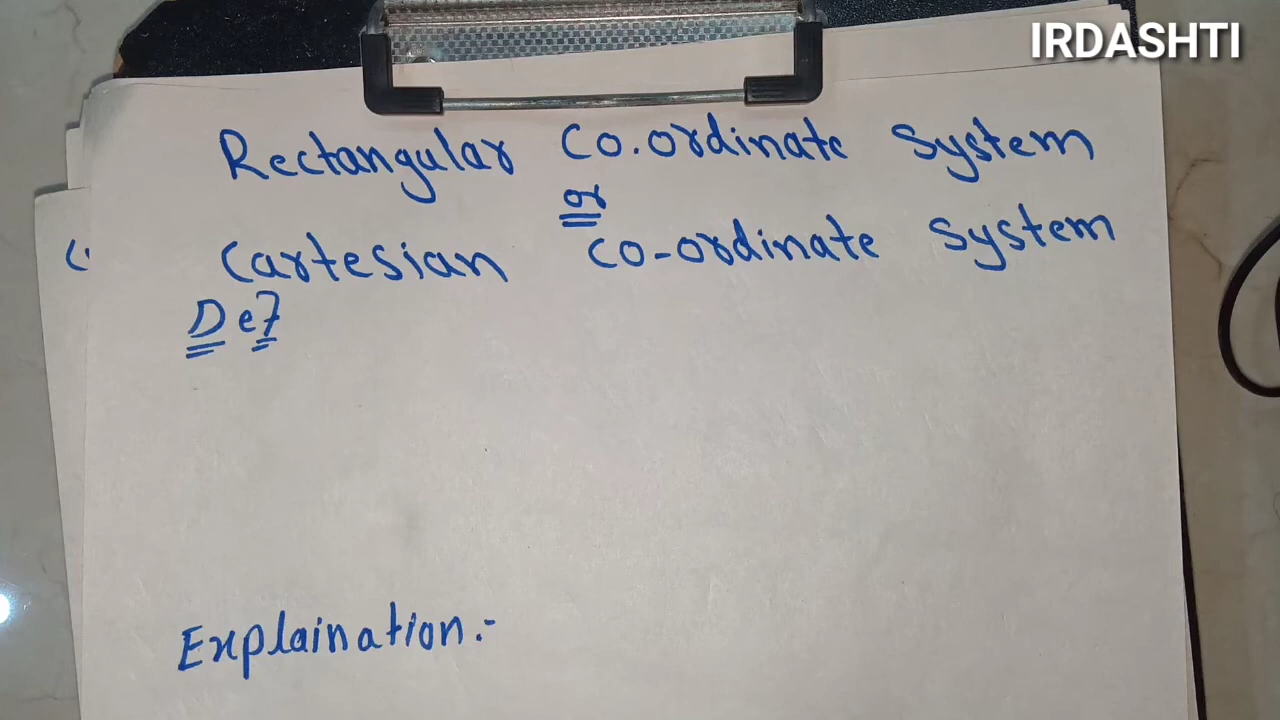 IRDASHTI
Rectangular Co.ordinate System
or
Cartesian Co-ordinate System
Def
Explaination:-